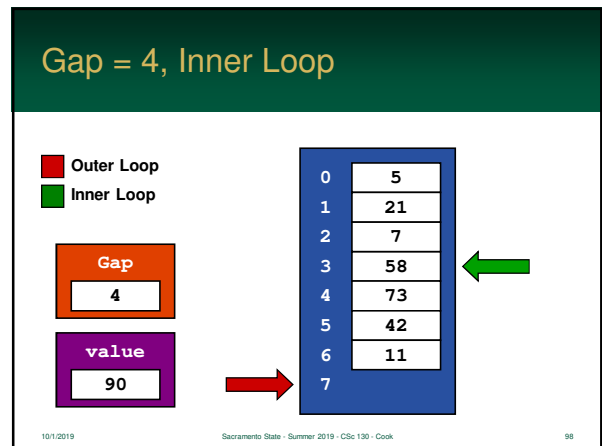 Gap = 4, Inner Loop
Outer Loop
Inner Loop
Gap
4
value
90
0 5
1 21
2 7
3 58
4 73
5 42
6 11
7
10/1/2019 Sacramento State - Summer 2019 - CSc 130 - Cook 98